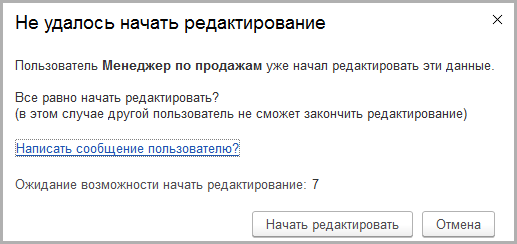 Не удалось начать редактирование
Пользователь Менеджер по продажам уже начал редактировать эти данные.
Все равно начать редактировать?
(в этом случае другой пользователь не сможет закончить редактирование)
Написать сообщение пользователю?
Ожидание возможности начать редактирование: 7
Начать редактировать Отмена